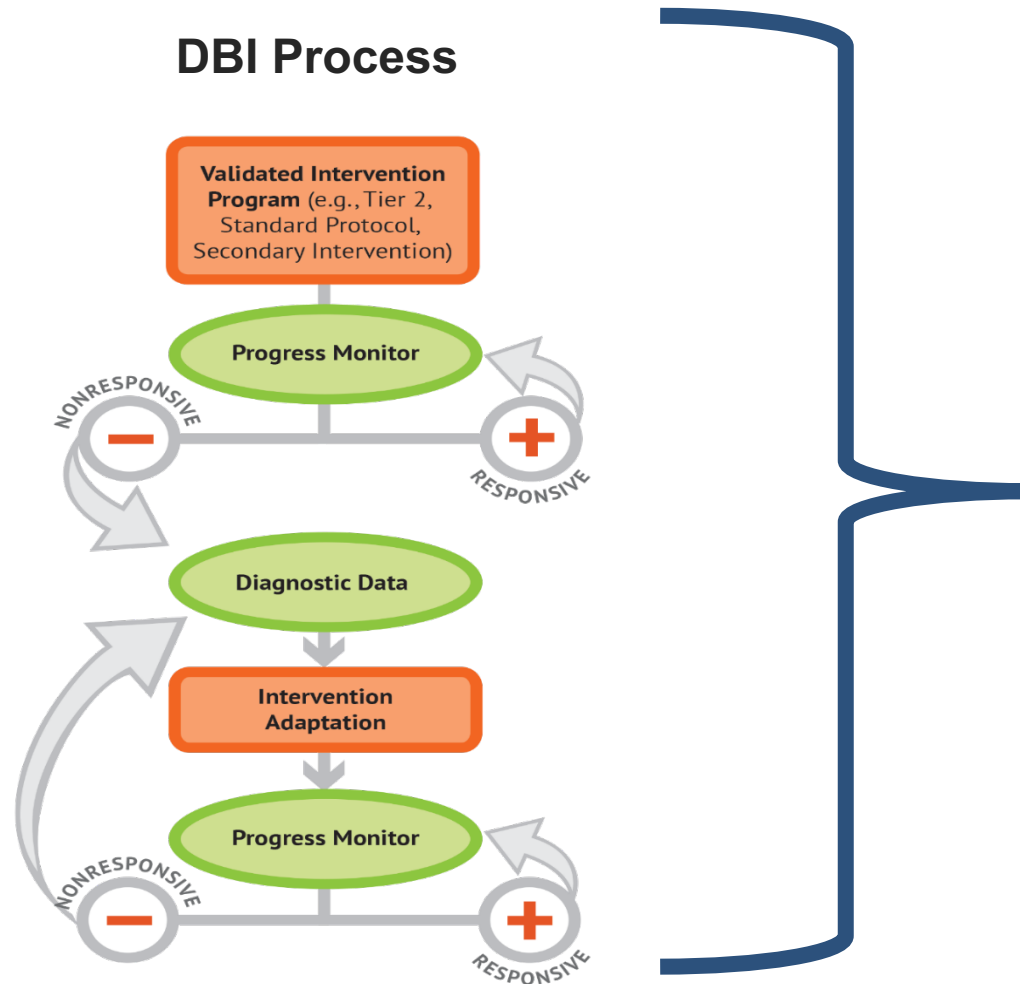 DBI Process
Validated Intervention
Program (e.g., Tier 2,
Standard Protocol,
Secondary Intervention)
Progress Monitor
NONRESPONSIVE
RESPONSIVE
Diagnostic Data
Intervention
Adaptation
Progress Monitor
NONRESPONSIVE
RESPONSIVE